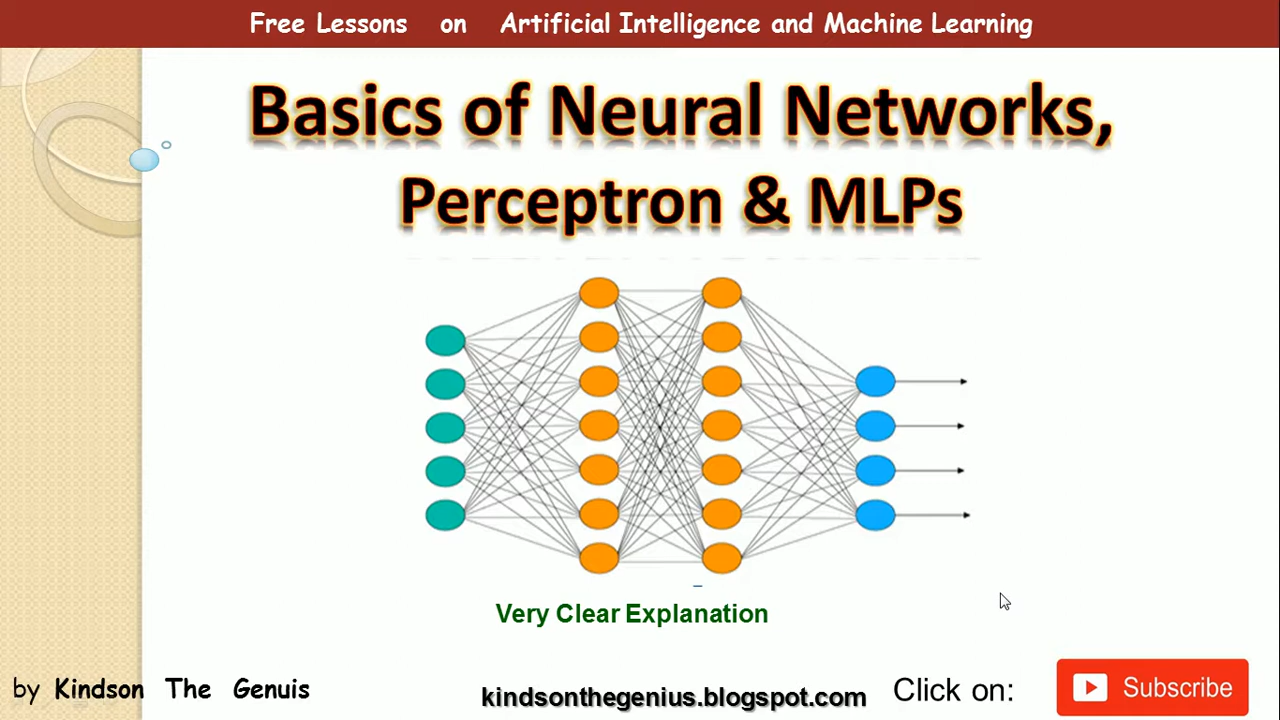 Free Lessons on Artificial Intelligence and Machine Learning
Basics of Neural Networks,
Perceptron & MLPs
Very Clear Explanation
by Kindson The Genuis
kindsonthegenius.blogspot.com
Click on:
Subscribe